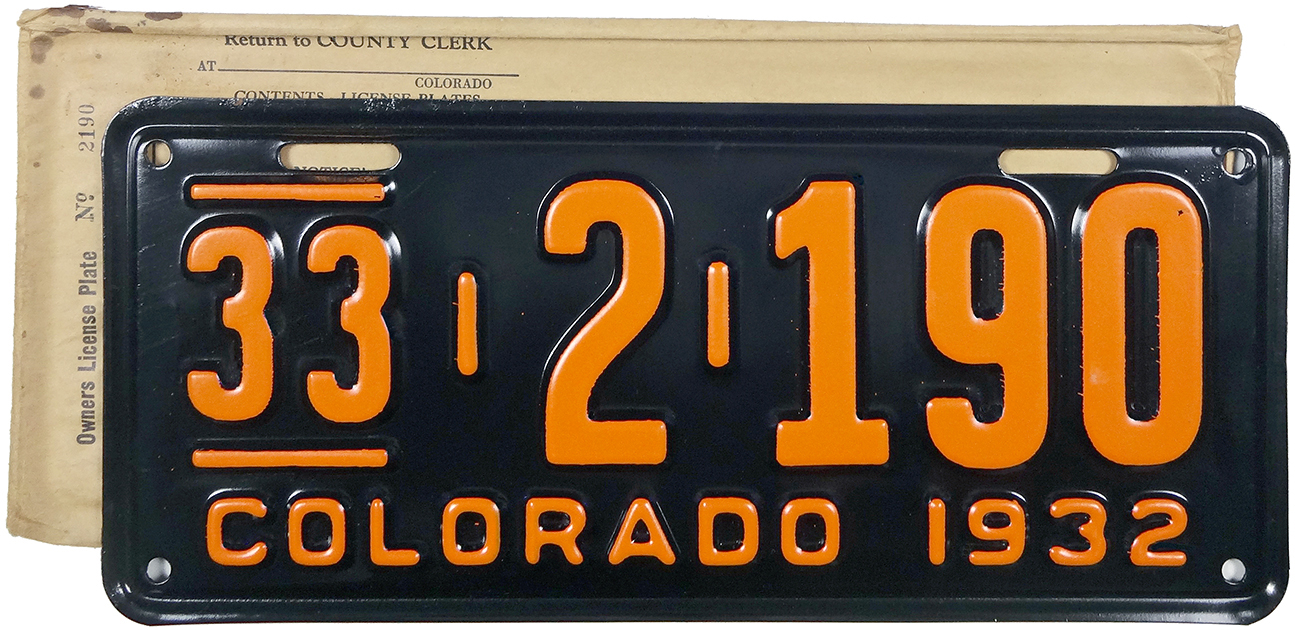 Return to COUNTY CLERK
AT
COLORADO
CONTENTS LICENSE PLATES
NOTICE
Owners License Plate Nº 2190
33-2-190
COLORADO 1932